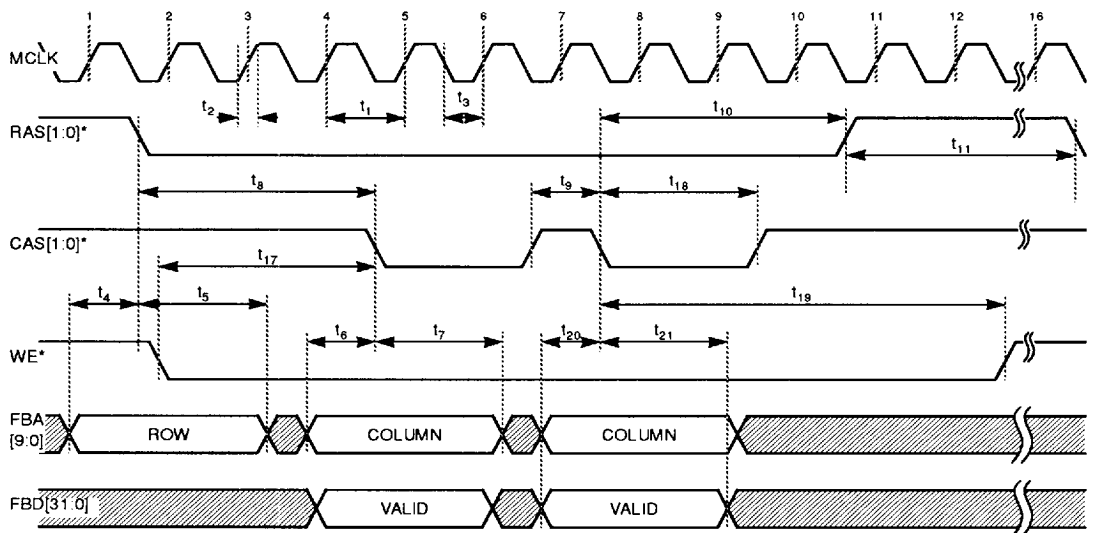 1 2 3 4 5 6 7 8 9 10 11 12 16
MCLK
t2 t1 t3 t10
RAS[1:0]*
t11
t8 t9 t18
CAS[1:0]*
t17
t4 t5 t19
t6 t7 t20 t21
WE*
FBA
[9:0]
ROW COLUMN COLUMN
FBD[31:0] VALID VALID